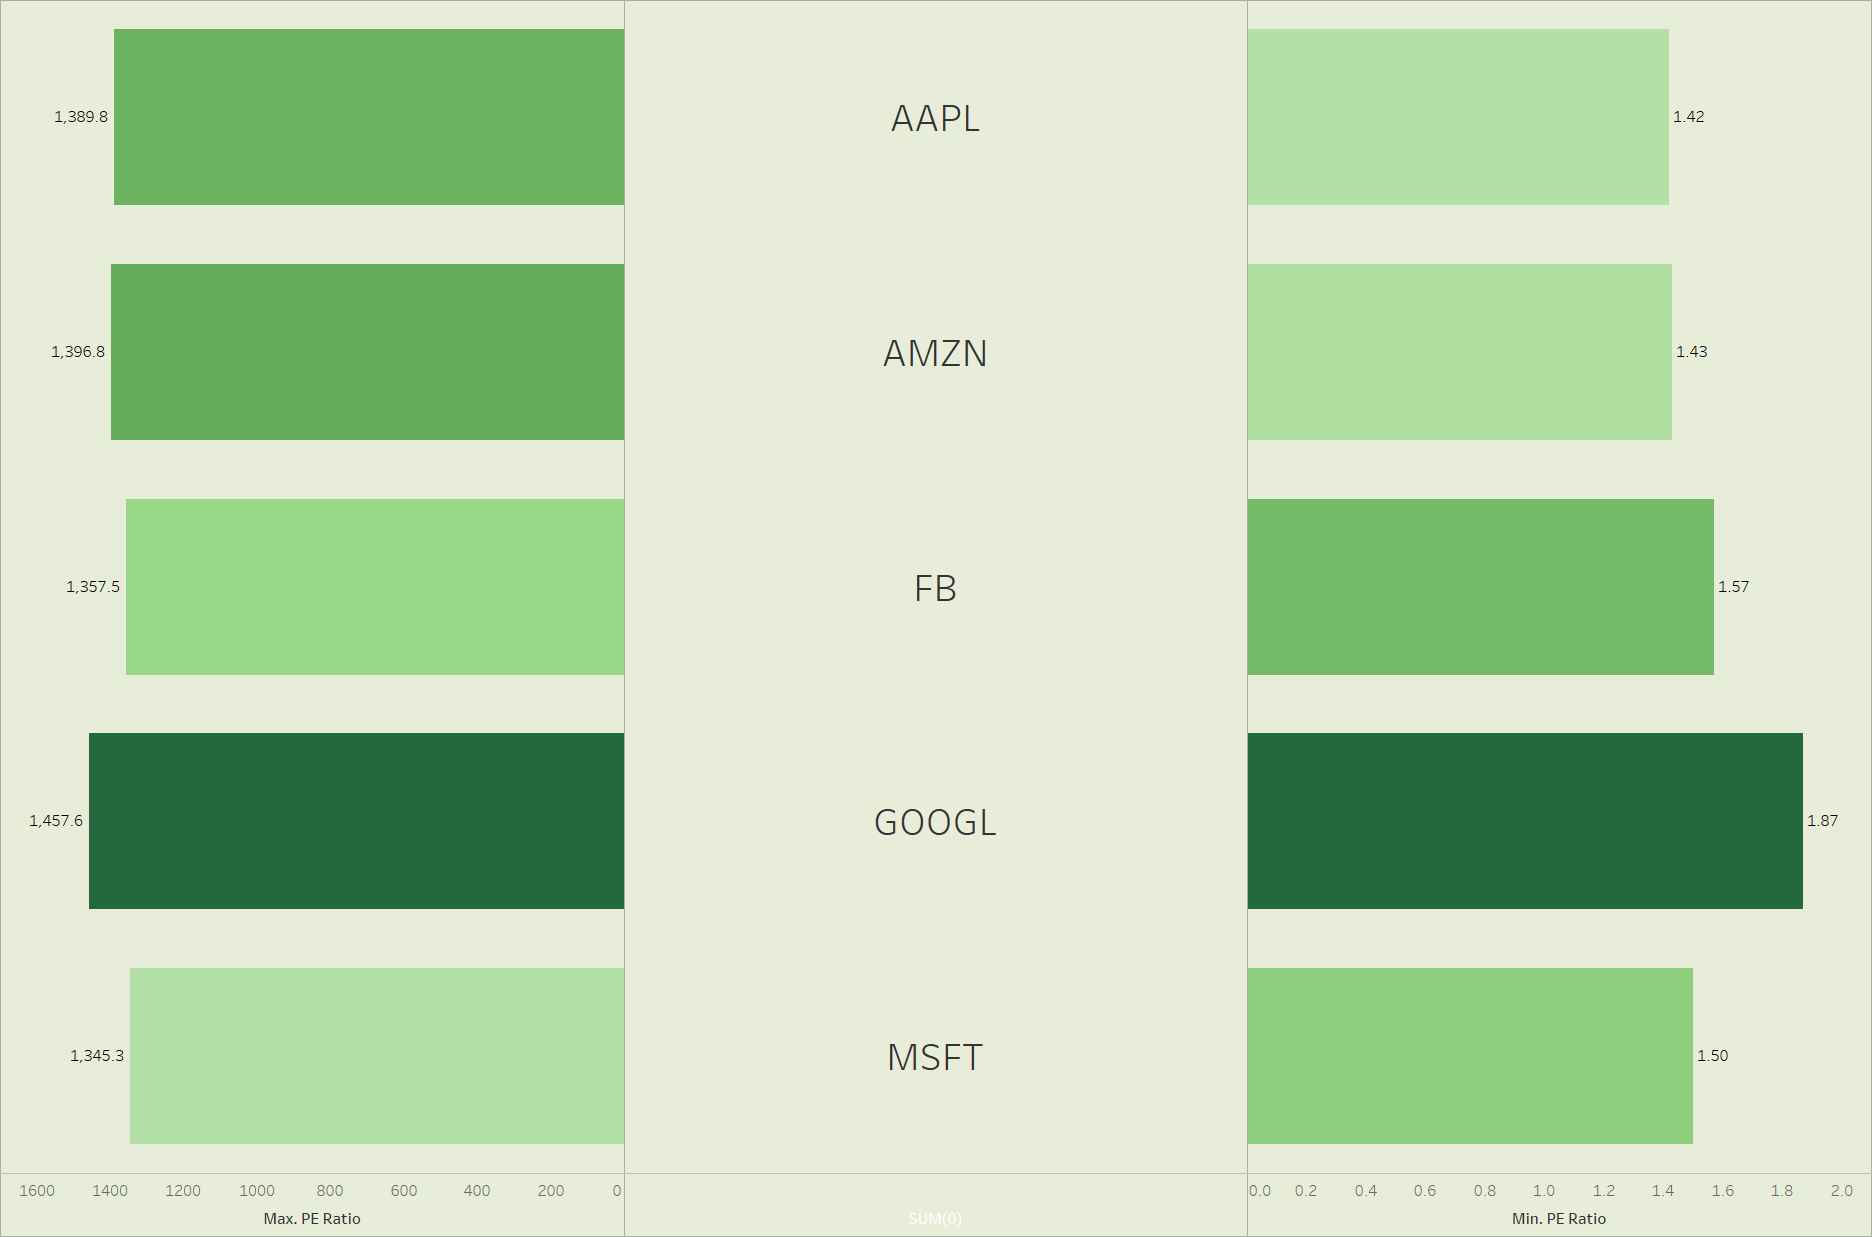 1,389.8 AAPL 1.42
1,396.8 AMZN 1.43
1,357.5 FB 1.57
1,457.6 GOOGL 1.87
1,345.3 MSFT 1.50
1600 1400 1200 1000 800 600 400 200 0 0.0 0.2 0.4 0.6 0.8 1.0 1.2 1.4 1.6 1.8 2.0
Max. PE Ratio SUM(0) Min. PE Ratio